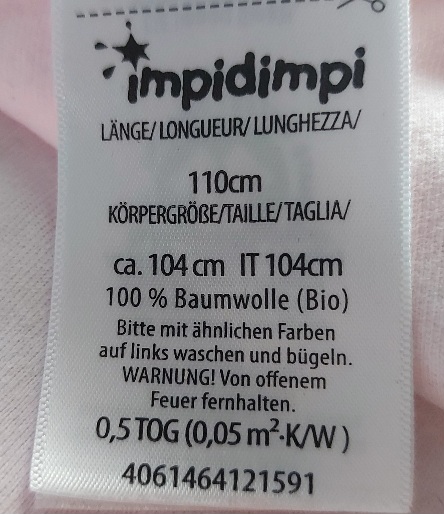 impidimpi
LÄNGE/LONGUEUR/LUNGHEZZA/
110cm
KÖRPERGRÖßE/TAILLE/TAGLIA/
ca. 104 cm IT 104cm
100 % Baumwolle (Bio)
Bitte mit ähnlichen Farben
auf links waschen und bügeln.
WARNUNG! Von offenem
Feuer fernhalten.
0,5 TOG (0,05 m²·K/W )
4061464121591